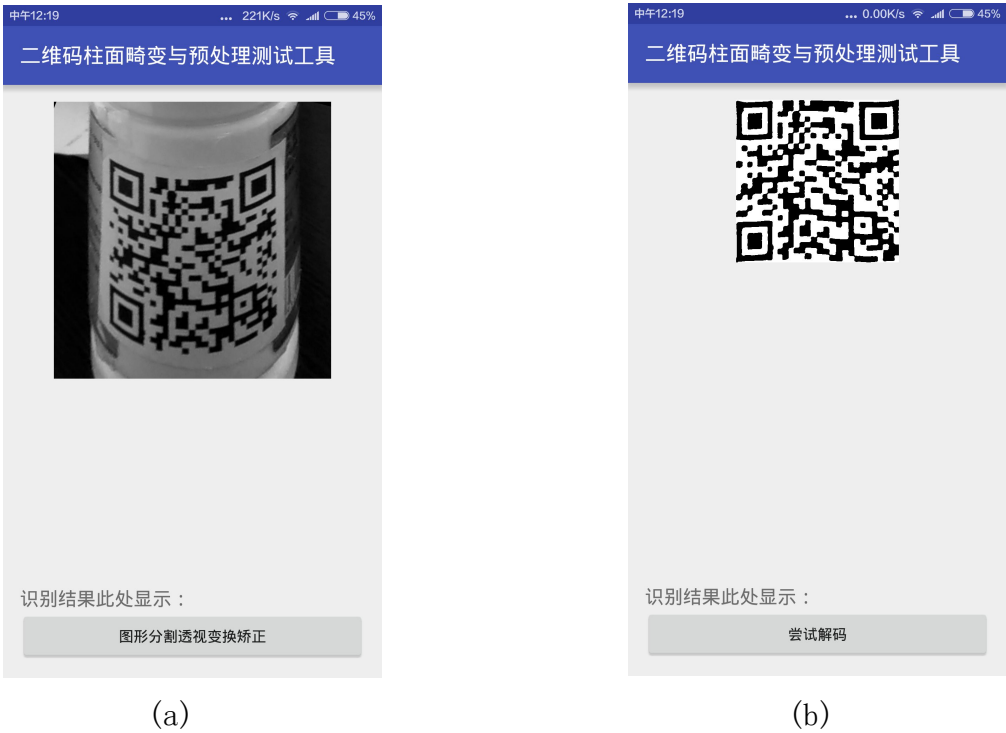 中午12:19 ... 221K/s 45%
二维码柱面畸变与预处理测试工具
识别结果此处显示：
图形分割透视变换矫正
(a)
中午12:19 ... 0.00K/s 45%
二维码柱面畸变与预处理测试工具
识别结果此处显示：
尝试解码
(b)